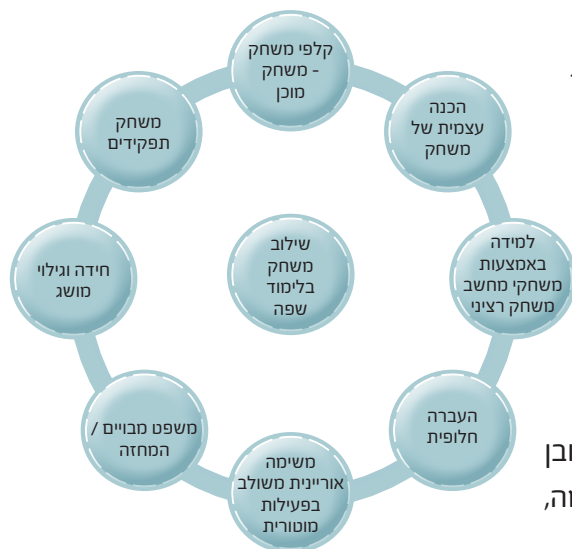 קלפי משחק
- משחק
מוכן
הכנה
עצמית של
משחק
למידה
באמצעות
משחקי מחשב
משחק רציני
העברה
חלופית
משימה
אוריינית משולב
בפעילות
מוטורית
משפט מבויים /
המחזה
חידה וגילוי
מושג
משחק
תפקידים
שילוב
משחק
בלימוד
שפה